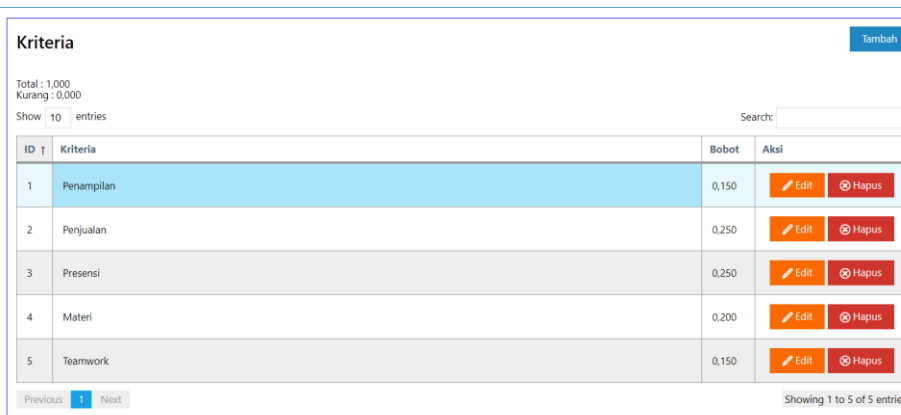 Kriteria
Tambah
Total : 1,000
Kurang : 0,000
Show 10 entries
Search:
ID Kriteria Bobot Aksi
1 Penampilan 0,150 Edit Hapus
2 Penjualan 0,250 Edit Hapus
3 Presensi 0,250 Edit Hapus
4 Materi 0,200 Edit Hapus
5 Teamwork 0,150 Edit Hapus
Previous 1 Next
Showing 1 to 5 of 5 entrie